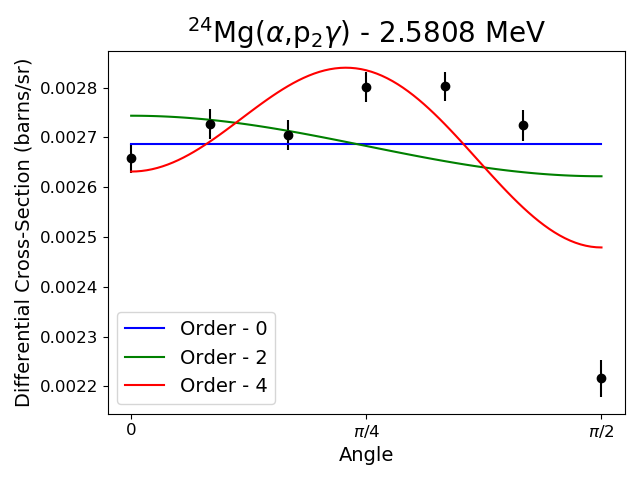 ²⁴Mg(α,p₂γ) - 2.5808 MeV
Differential Cross-Section (barns/sr)
0.0028
0.0027
0.0026
0.0025
0.0024
0.0023
0.0022
Order - 0
Order - 2
Order - 4
0
π/4
π/2
Angle